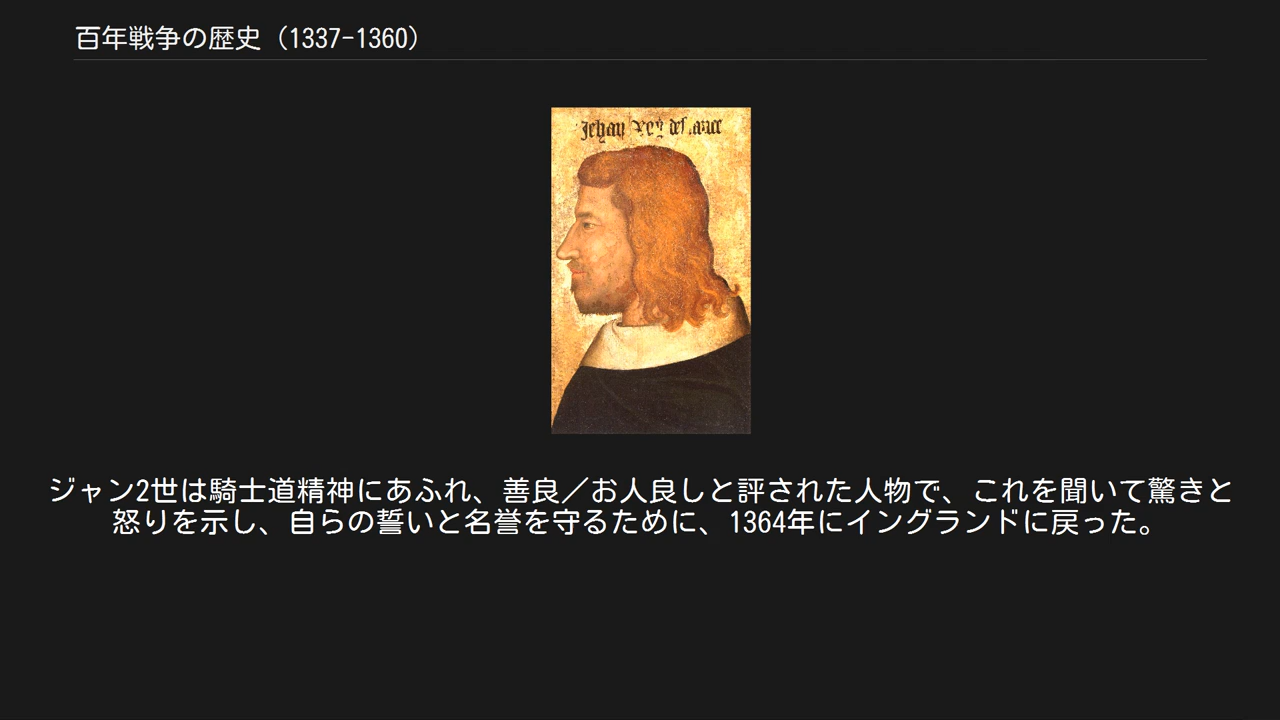 百年戦争の歴史（1337-1360）
Jehan Roy de France
ジャン2世は騎士道精神にあふれ、善良／お人良しと評された人物で、これを聞いて驚きと
怒りを示し、自らの誓いと名誉を守るために、1364年にイングランドに戻った。